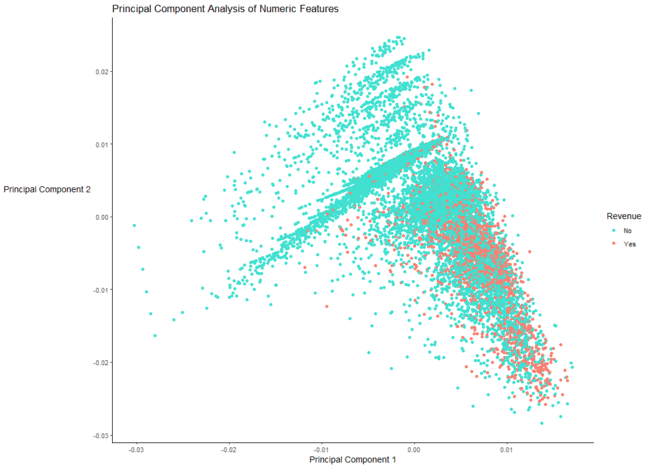 Principal Component Analysis of Numeric Features
0.02
0.01
Principal Component 2
0.00
Revenue
No
Yes
-0.01
-0.02
-0.03
-0.03 -0.02 -0.01 0.00 0.01
Principal Component 1